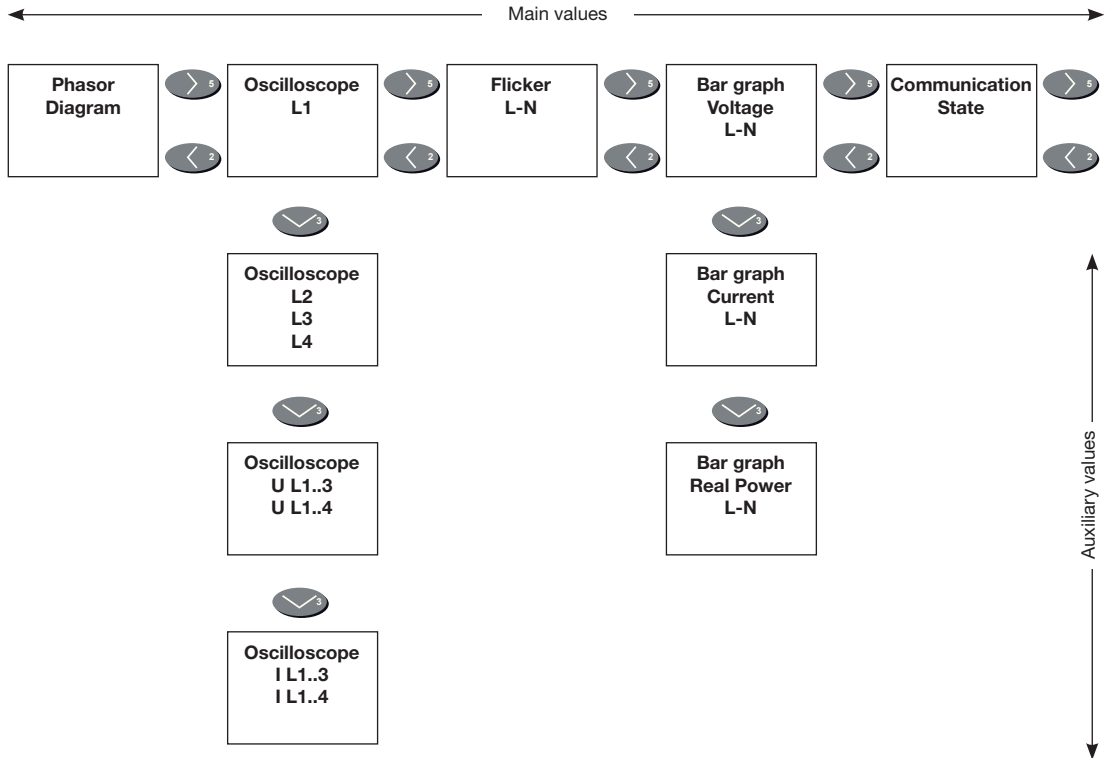 Main values
Phasor
Diagram
5
2
Oscilloscope
L1
5
2
Flicker
L-N
5
2
Bar graph
Voltage
L-N
5
2
Communication
State
5
2
3
3
Oscilloscope
L2
L3
L4
Bar graph
Current
L-N
3
3
Oscilloscope
U L1..3
U L1..4
Bar graph
Real Power
L-N
3
Oscilloscope
I L1..3
I L1..4
Auxiliary values